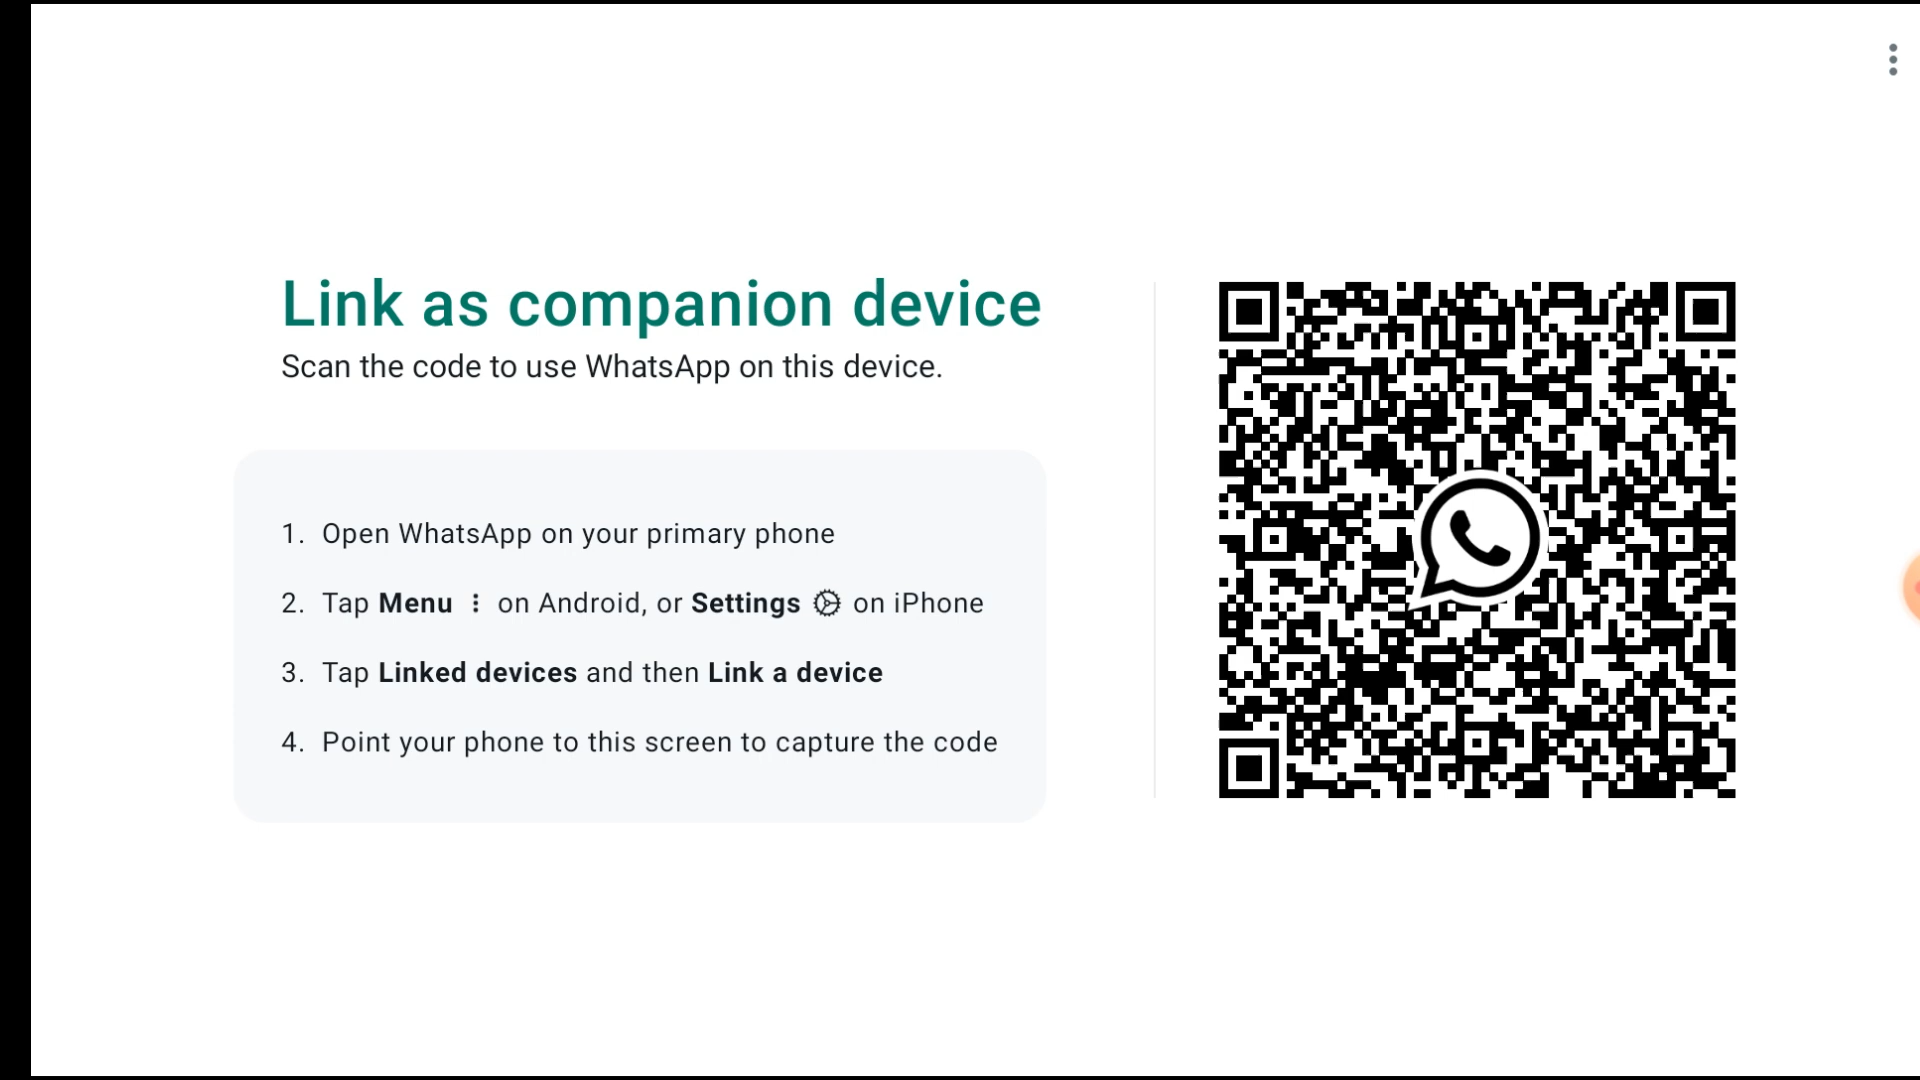 Link as companion device
Scan the code to use WhatsApp on this device.
1. Open WhatsApp on your primary phone
2. Tap Menu ⋮ on Android, or Settings ⚙ on iPhone
3. Tap Linked devices and then Link a device
4. Point your phone to this screen to capture the code